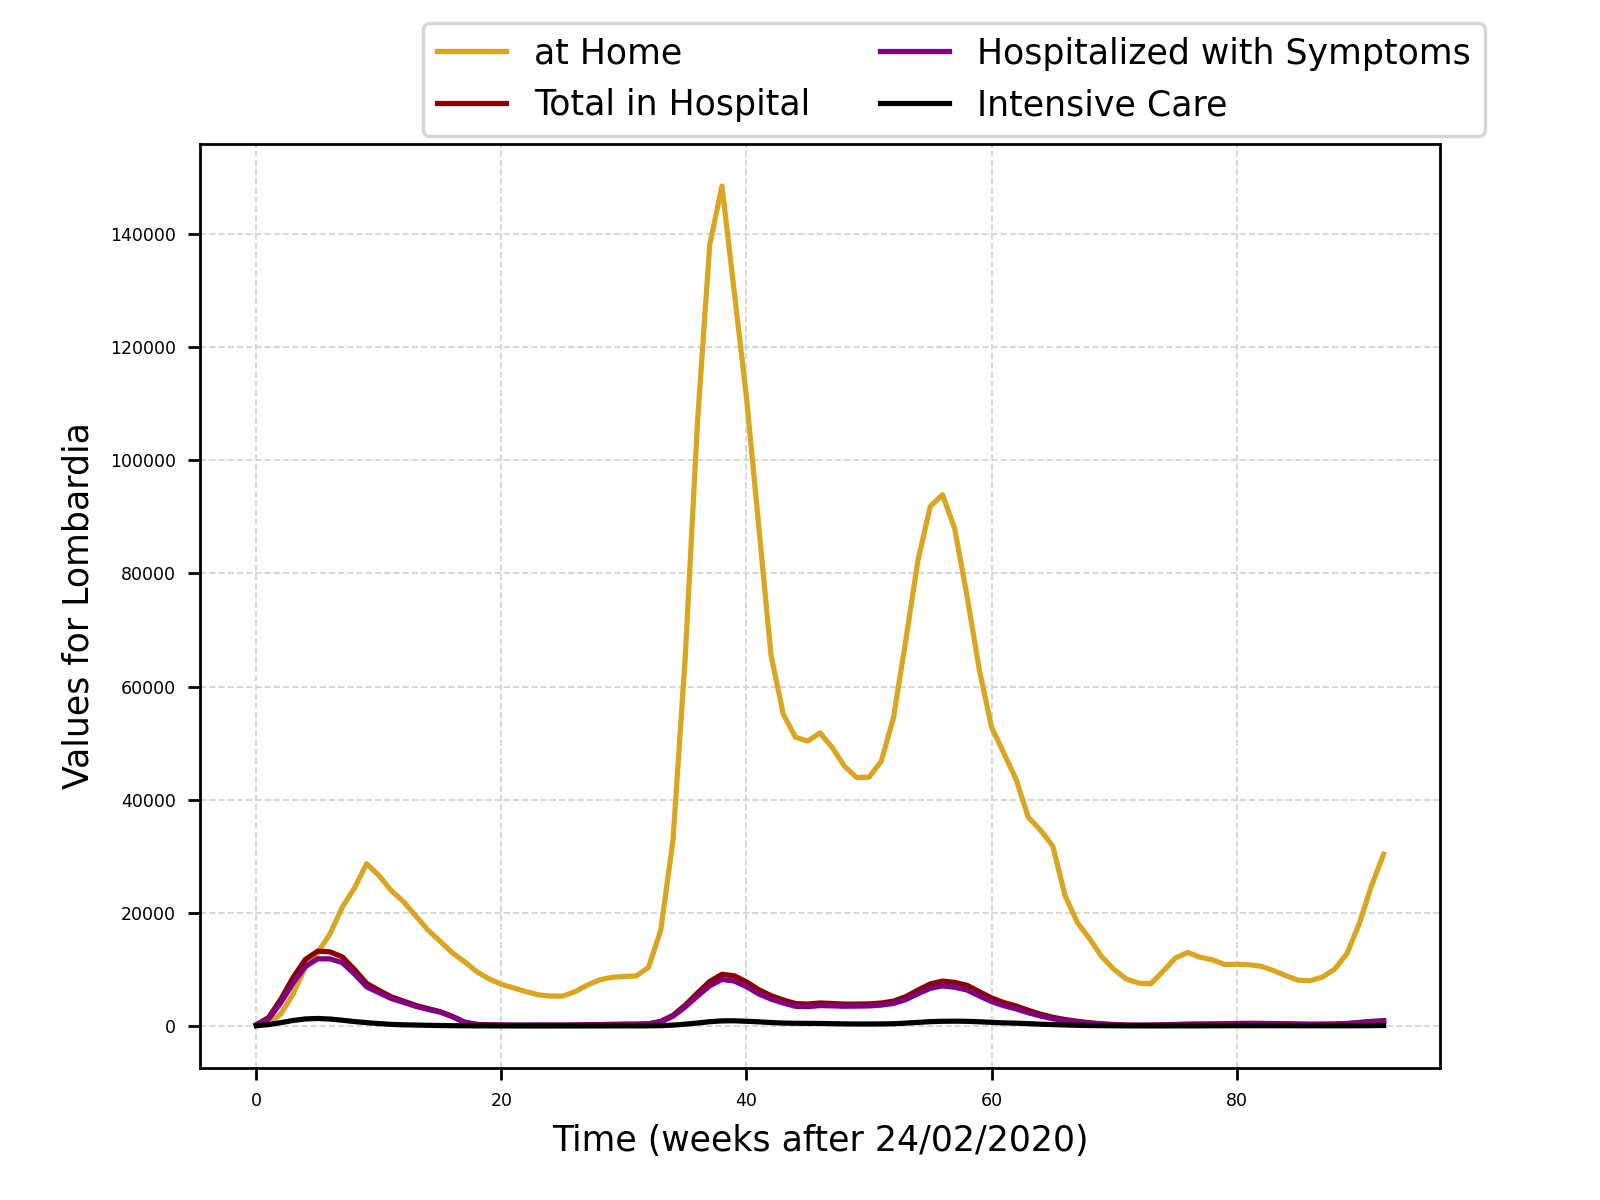 at Home
Total in Hospital
Hospitalized with Symptoms
Intensive Care
Values for Lombardia
140000
120000
100000
80000
60000
40000
20000
0
0 20 40 60 80
Time (weeks after 24/02/2020)